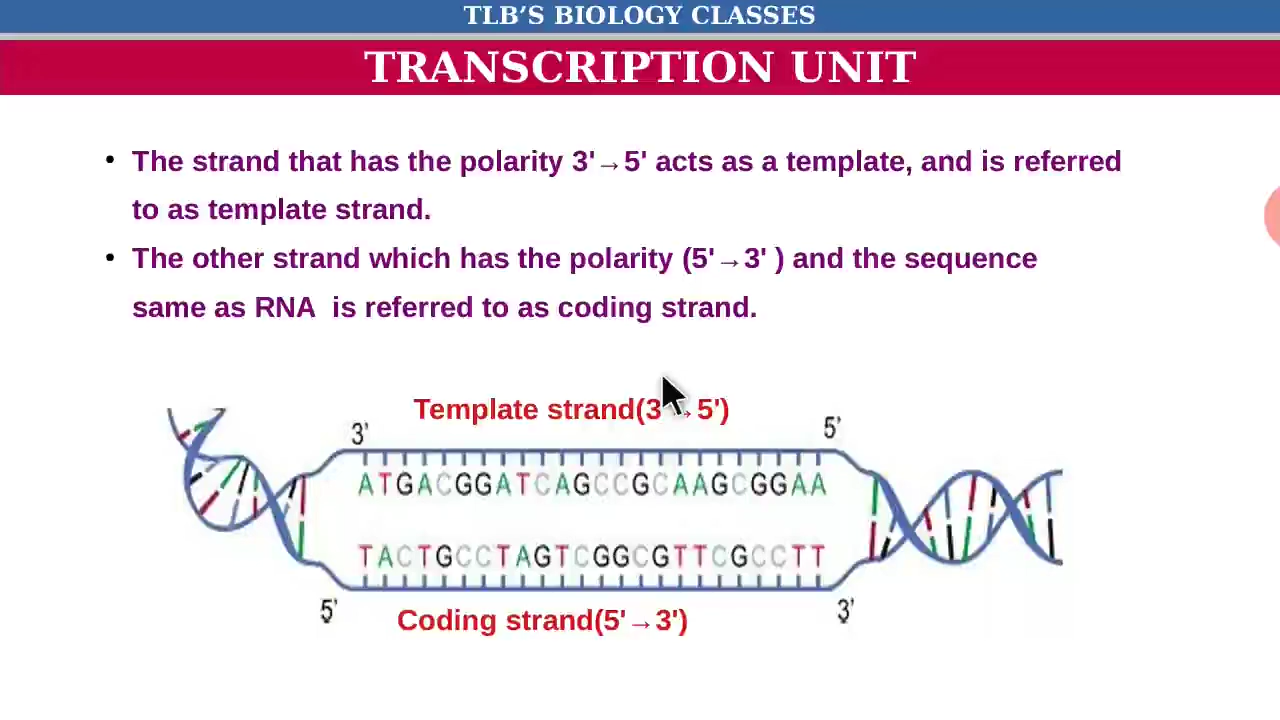 TLB’S BIOLOGY CLASSES
TRANSCRIPTION UNIT
• The strand that has the polarity 3'→5' acts as a template, and is referred
to as template strand.
• The other strand which has the polarity (5'→3' ) and the sequence
same as RNA is referred to as coding strand.
Template strand(3'→5')
3' 5'
ATGACGGATCAGCCGCAAGCGGAA
TACTGCCTAGTCGGCGTTCGCCTT
5' 3'
Coding strand(5'→3')